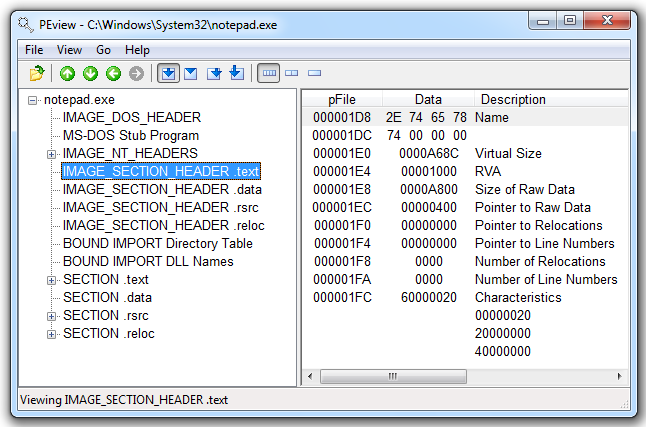 PEview - C:\Windows\System32\notepad.exe
File View Go Help
notepad.exe
IMAGE_DOS_HEADER
MS-DOS Stub Program
IMAGE_NT_HEADERS
IMAGE_SECTION_HEADER .text
IMAGE_SECTION_HEADER .data
IMAGE_SECTION_HEADER .rsrc
IMAGE_SECTION_HEADER .reloc
BOUND IMPORT Directory Table
BOUND IMPORT DLL Names
SECTION .text
SECTION .data
SECTION .rsrc
SECTION .reloc
pFile Data Description
000001D8 2E 74 65 78 Name
000001DC 74 00 00 00
000001E0 0000A68C Virtual Size
000001E4 00001000 RVA
000001E8 0000A800 Size of Raw Data
000001EC 00000400 Pointer to Raw Data
000001F0 00000000 Pointer to Relocations
000001F4 00000000 Pointer to Line Numbers
000001F8 0000 Number of Relocations
000001FA 0000 Number of Line Numbers
000001FC 60000020 Characteristics
00000020
20000000
40000000
Viewing IMAGE_SECTION_HEADER .text